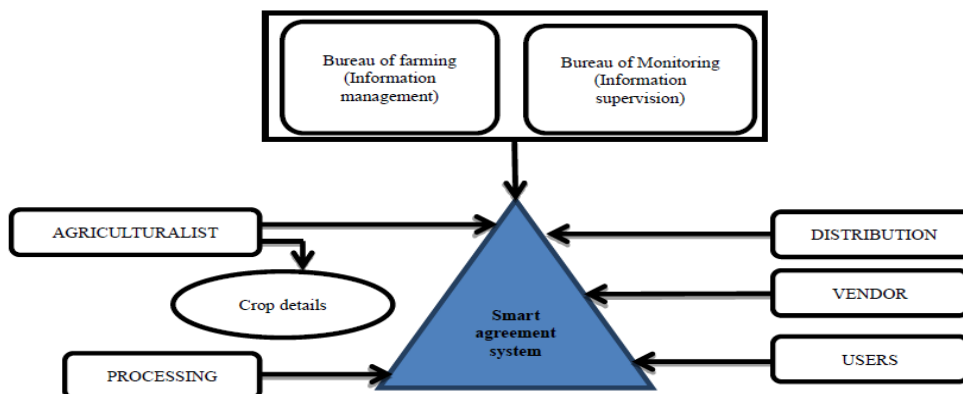 Bureau of farming
(Information
management)
Bureau of Monitoring
(Information
supervision)
AGRICULTURALIST
DISTRIBUTION
Crop details
VENDOR
Smart
agreement
system
USERS
PROCESSING